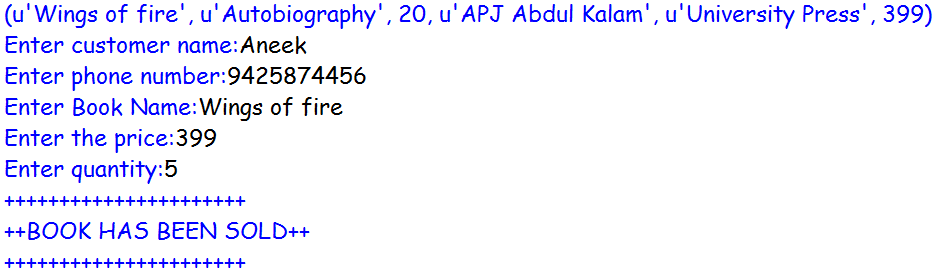 (u'Wings of fire', u'Autobiography', 20, u'APJ Abdul Kalam', u'University Press', 399)
Enter customer name:Aneek
Enter phone number:9425874456
Enter Book Name:Wings of fire
Enter the price:399
Enter quantity:5
++++++++++++++++++++++
++BOOK HAS BEEN SOLD++
++++++++++++++++++++++